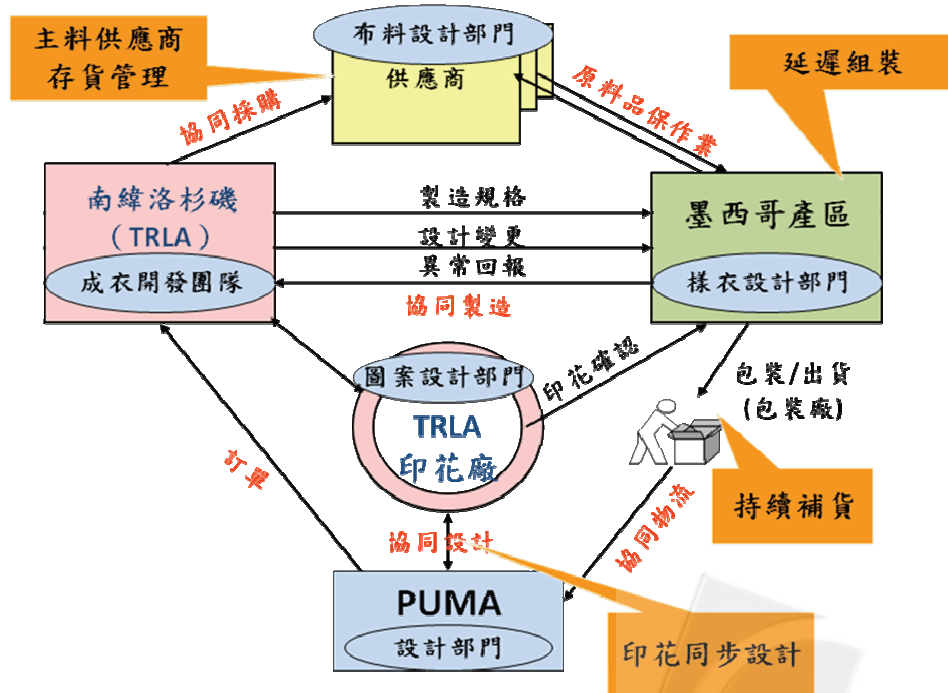 主料供應商
存貨管理
布料設計部門
供應商
延遲組裝
協同採購
原料品保作業
南緯洛杉磯
(TRLA)
成衣開發團隊
製造規格
設計變更
異常回報
協同製造
墨西哥產區
樣衣設計部門
圖案設計部門
TRLA
印花廠
印花確認
包裝/出貨
(包裝廠)
訂單
協同設計
協同物流
持續補貨
PUMA
設計部門
印花同步設計